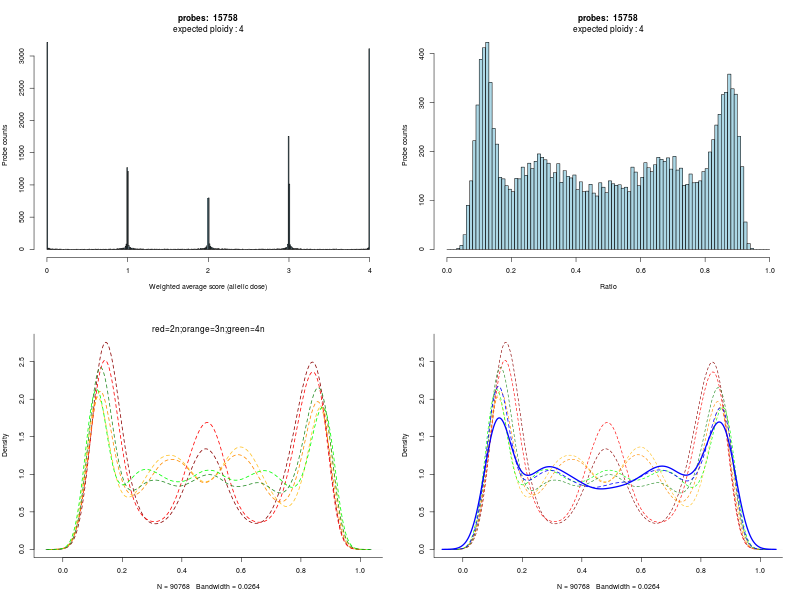 probes: 15758
expected ploidy : 4
Probe counts
3000
2500
2000
1500
1000
500
0
0 1 2 3 4
Weighted average score (allelic dose)
probes: 15758
expected ploidy : 4
Probe counts
400
300
200
100
0
0.0 0.2 0.4 0.6 0.8 1.0
Ratio
red=2n;orange=3n;green=4n
Density
2.5
2.0
1.5
1.0
0.5
0.0
0.0 0.2 0.4 0.6 0.8 1.0
N = 90768 Bandwidth = 0.0264
Density
2.5
2.0
1.5
1.0
0.5
0.0
0.0 0.2 0.4 0.6 0.8 1.0
N = 90768 Bandwidth = 0.0264